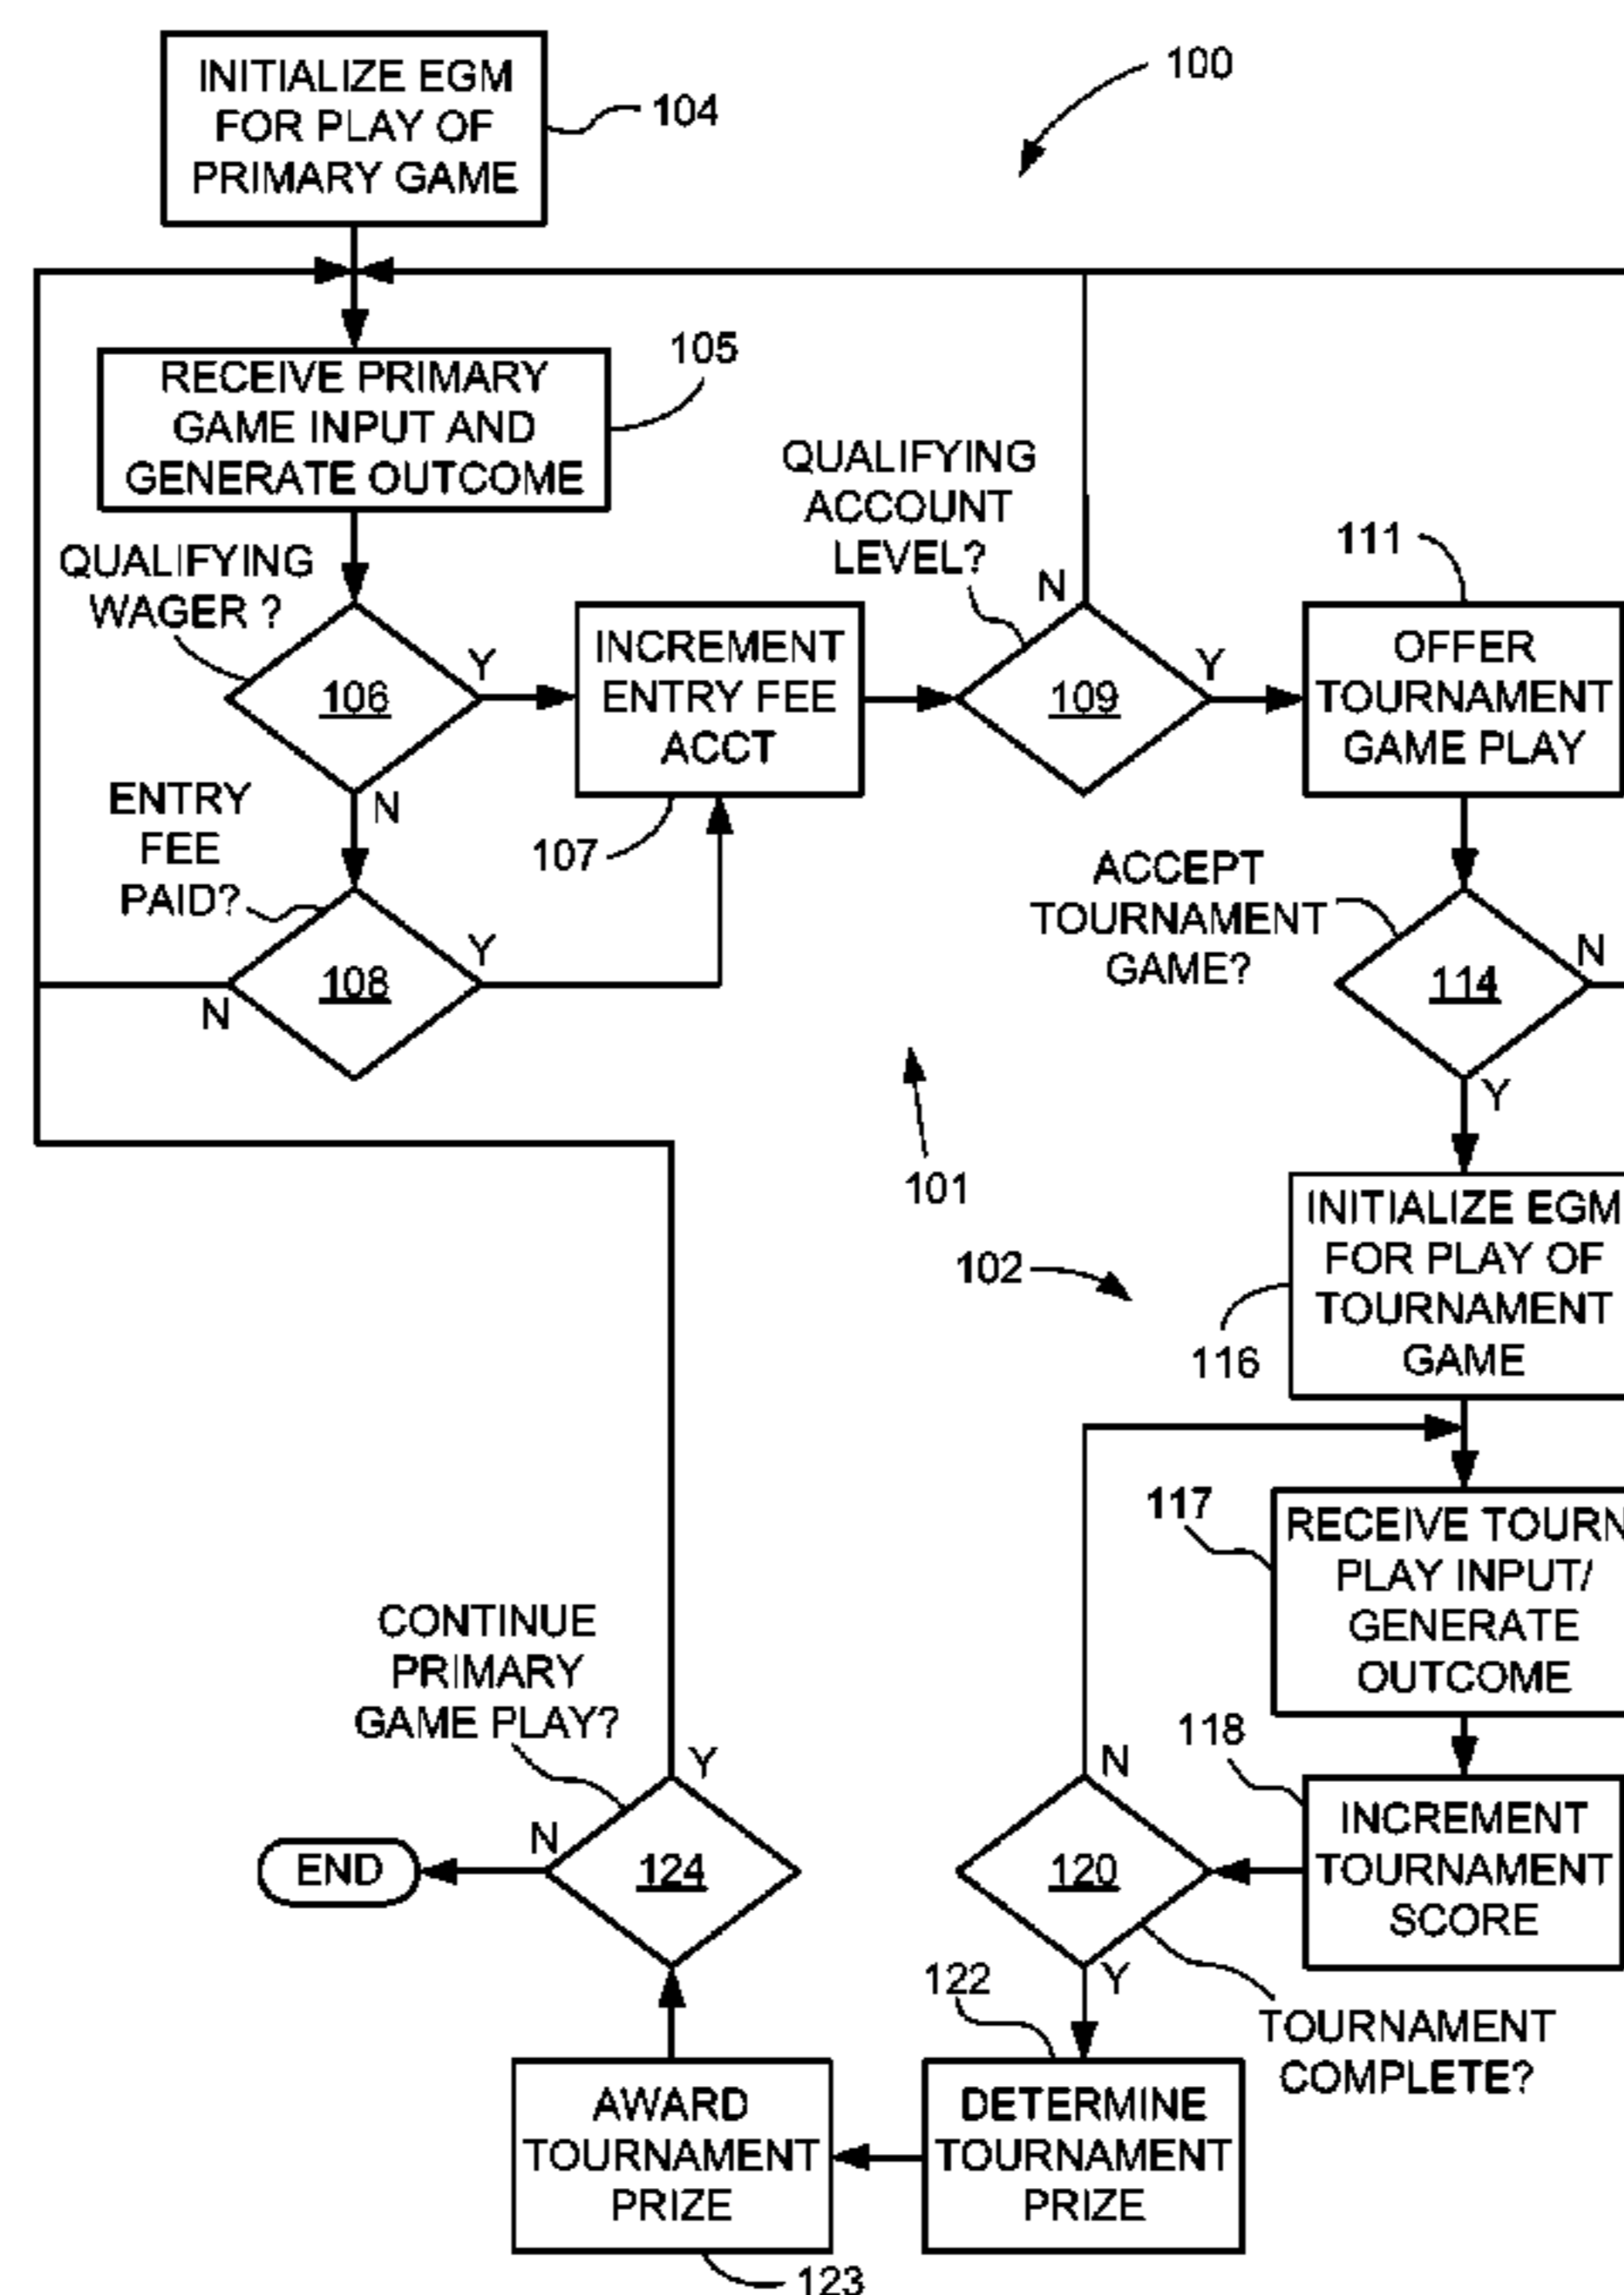 INITIALIZE EGM
FOR PLAY OF
PRIMARY GAME
104
100
RECEIVE PRIMARY
GAME INPUT AND
GENERATE OUTCOME
105
QUALIFYING
WAGER ?
106
Y
N
INCREMENT
ENTRY FEE
ACCT
107
QUALIFYING
ACCOUNT
LEVEL?
N
109
Y
111
OFFER
TOURNAMENT
GAME PLAY
ENTRY
FEE
PAID?
108
Y
N
ACCEPT
TOURNAMENT
GAME?
114
N
Y
101
102
INITIALIZE EGM
FOR PLAY OF
TOURNAMENT
GAME
116
117
RECEIVE TOURN
PLAY INPUT/
GENERATE
OUTCOME
118
INCREMENT
TOURNAMENT
SCORE
N
120
Y
TOURNAMENT
COMPLETE?
CONTINUE
PRIMARY
GAME PLAY?
Y
N
124
END
122
DETERMINE
TOURNAMENT
PRIZE
AWARD
TOURNAMENT
PRIZE
123